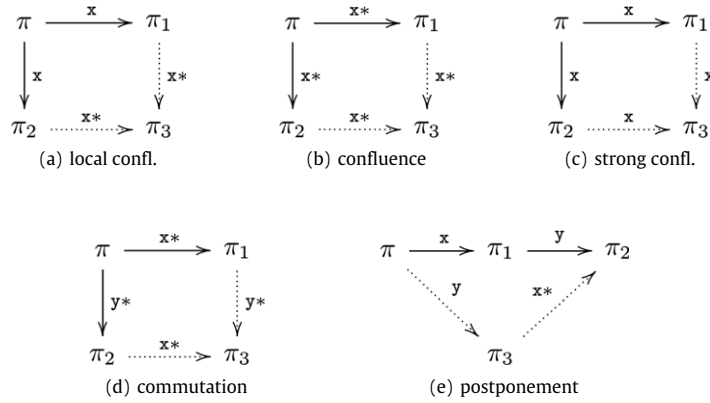 π x π₁ π x* π₁ π x π₁
x x* x* x* x x
π₂ x* π₃ π₂ x* π₃ π₂ x π₃
(a) local confl. (b) confluence (c) strong confl.
π x* π₁ π x π₁ y π₂
y* y* y x*
π₂ x* π₃ π₃
(d) commutation (e) postponement